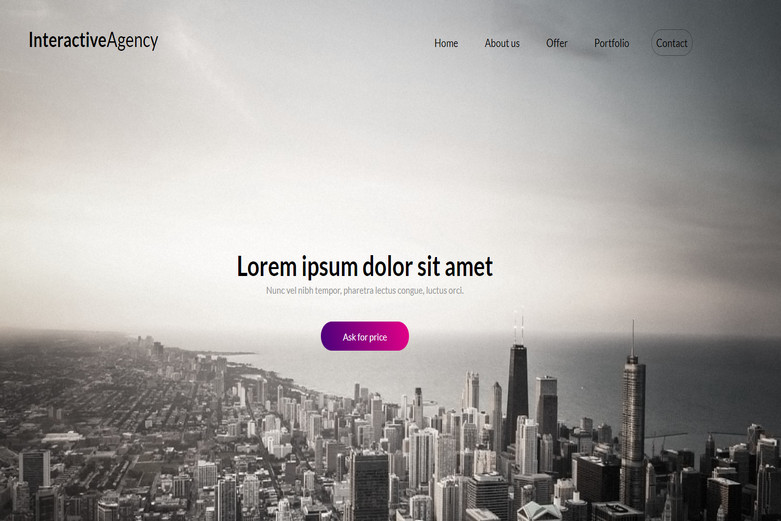 InteractiveAgency
Home About us Offer Portfolio Contact
Lorem ipsum dolor sit amet
Nunc vel nibh tempor, pharetra lectus congue, luctus orci.
Ask for price